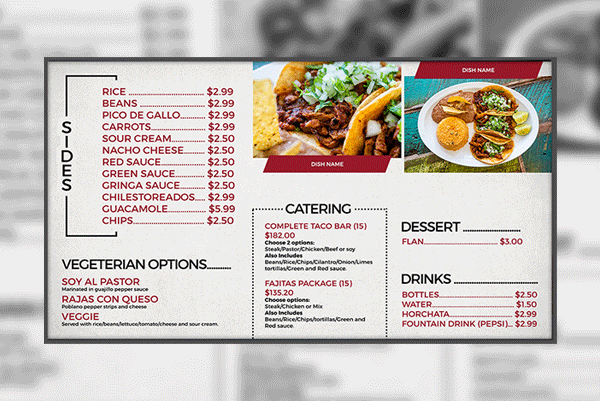 SIDES
RICE ........................ $2.99
BEANS ..................... $2.99
PICO DE GALLO.......... $2.99
CARROTS................... $2.99
SOUR CREAM............. $2.50
NACHO CHEESE......... $2.50
RED SAUCE................ $2.50
GREEN SAUCE............ $2.50
GRINGA SAUCE.......... $2.50
CHILESTOREADOS..... $2.99
GUACAMOLE.............. $5.99
CHIPS......................... $2.50
VEGETERIAN OPTIONS...........
SOY AL PASTOR
Marinated in guajillo pepper sauce
RAJAS CON QUESO
Poblano pepper strips and cheese
VEGGIE
Served with rice/beans/lettuce/tomato/cheese and sour cream.
DISH NAME
DISH NAME
CATERING
COMPLETE TACO BAR (15)
$182.00
Choose 2 options:
Steak/Pastor/Chicken/Beef or soy
Also Includes
Beans/Rice/Chips/Cilantro/Onion/Limes
tortillas/Green and Red sauce.
FAJITAS PACKAGE (15)
$135.20
Choose options:
Steak/Chicken or Mix
Also Includes
Beans/Rice/Chips/tortillas/Green and
Red sauce.
DESSERT ...................
FLAN................................ $3.00
DRINKS ......................
BOTTLES........................... $2.50
WATER.............................. $1.50
HORCHATA....................... $2.99
FOUNTAIN DRINK (PEPSI)... $2.99